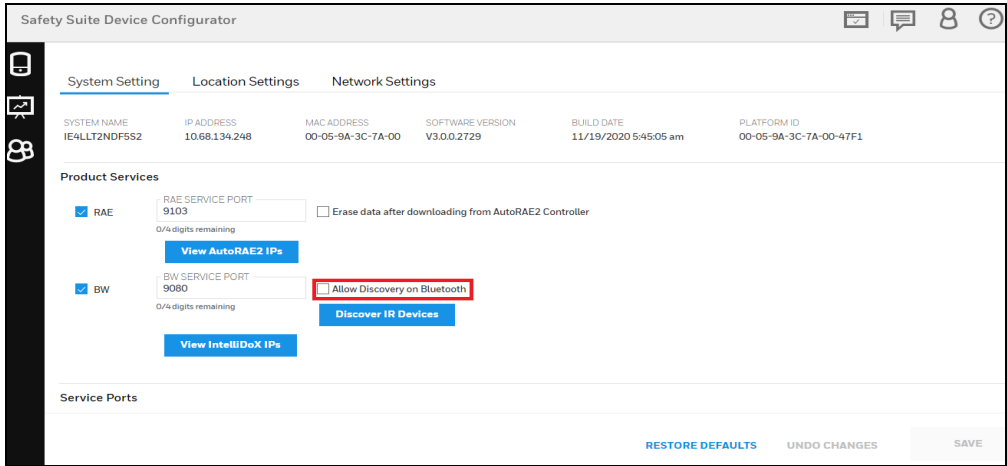 Safety Suite Device Configurator
System Setting Location Settings Network Settings
SYSTEM NAME IP ADDRESS MAC ADDRESS SOFTWARE VERSION BUILD DATE PLATFORM ID
IE4LLT2NDF5S2 10.68.134.248 00-05-9A-3C-7A-00 V3.0.0.2729 11/19/2020 5:45:05 am 00-05-9A-3C-7A-00-47F1
Product Services
RAE SERVICE PORT
RAE 9103 Erase data after downloading from AutoRAE2 Controller
0/4 digits remaining
View AutoRAE2 IPs
BW SERVICE PORT
BW 9080 Allow Discovery on Bluetooth
0/4 digits remaining
Discover IR Devices
View IntelliDoX IPs
Service Ports
RESTORE DEFAULTS UNDO CHANGES SAVE